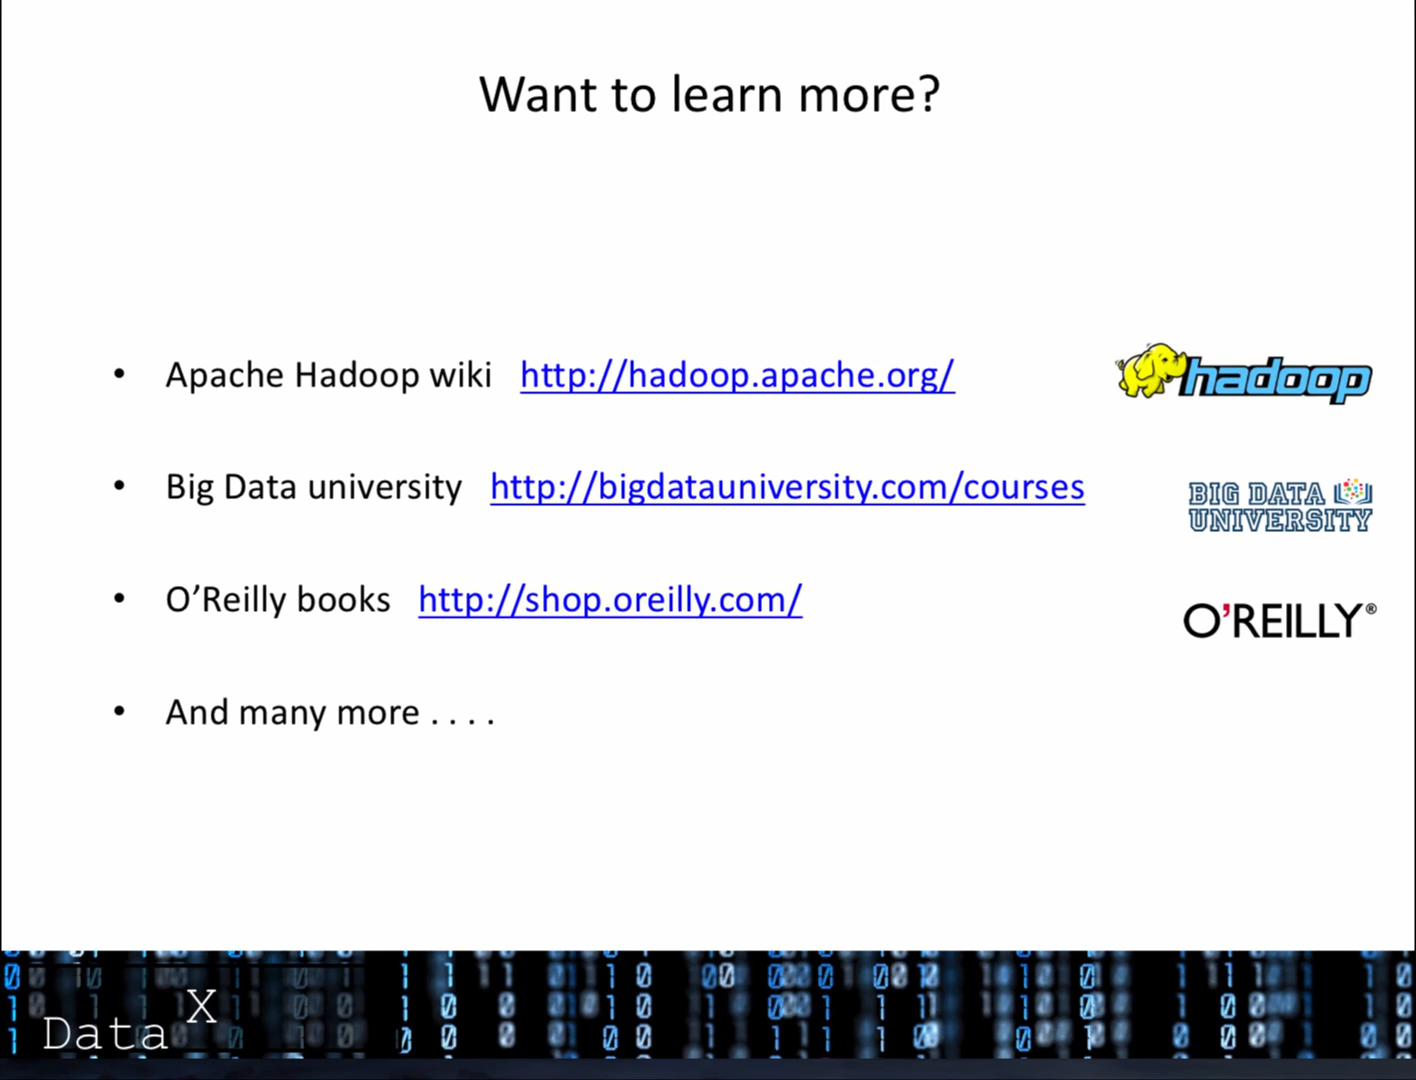 Want to learn more?
• Apache Hadoop wiki http://hadoop.apache.org/
hadoop
• Big Data university http://bigdatauniversity.com/courses
BIG DATA
UNIVERSITY
• O’Reilly books http://shop.oreilly.com/
O’REILLY®
• And many more . . . .
Data X